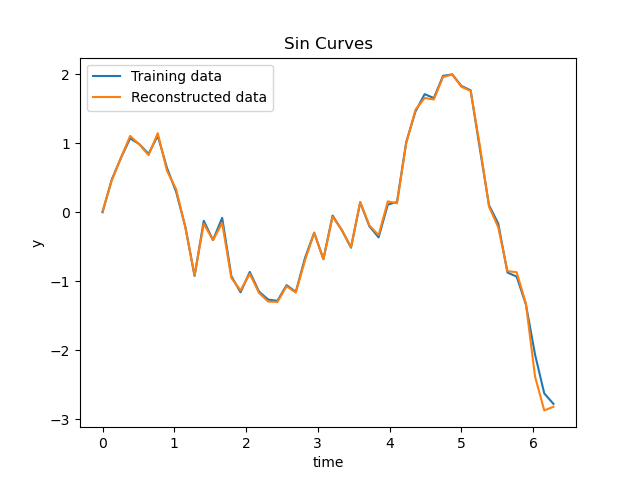 Sin Curves
Training data
Reconstructed data
2
1
0
−1
−2
−3
y
0 1 2 3 4 5 6
time